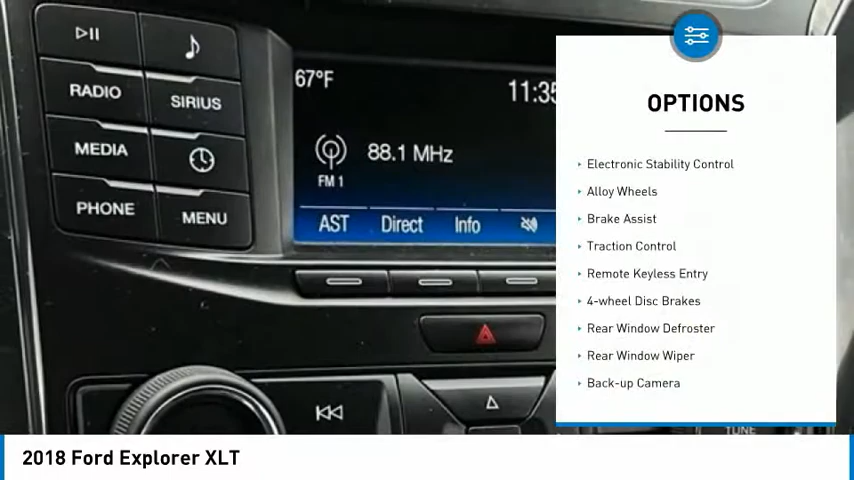 RADIO
SIRIUS
MEDIA
PHONE
MENU
67°F
11:35
88.1 MHz
FM 1
AST Direct Info
TUNE
OPTIONS
Electronic Stability Control
Alloy Wheels
Brake Assist
Traction Control
Remote Keyless Entry
4-wheel Disc Brakes
Rear Window Defroster
Rear Window Wiper
Back-up Camera
2018 Ford Explorer XLT